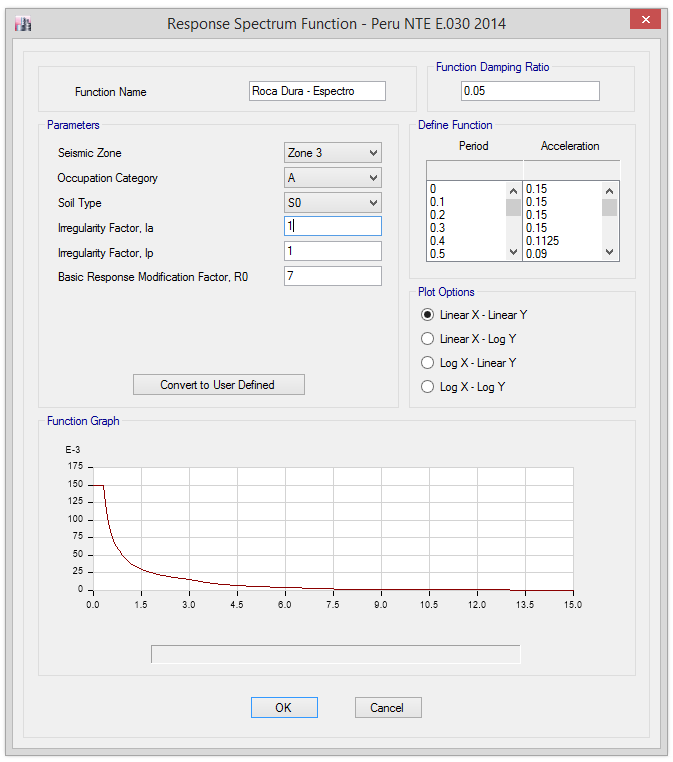 Response Spectrum Function - Peru NTE E.030 2014
Function Name
Roca Dura - Espectro
Function Damping Ratio
0.05
Parameters
Seismic Zone
Zone 3
Occupation Category
A
Soil Type
S0
Irregularity Factor, Ia
1
Irregularity Factor, Ip
1
Basic Response Modification Factor, R0
7
Convert to User Defined
Define Function
Period Acceleration
0 0.15
0.1 0.15
0.2 0.15
0.3 0.15
0.4 0.1125
0.5 0.09
Plot Options
Linear X - Linear Y
Linear X - Log Y
Log X - Linear Y
Log X - Log Y
Function Graph
E-3
175
150
125
100
75
50
25
0
0.0 1.5 3.0 4.5 6.0 7.5 9.0 10.5 12.0 13.5 15.0
OK Cancel